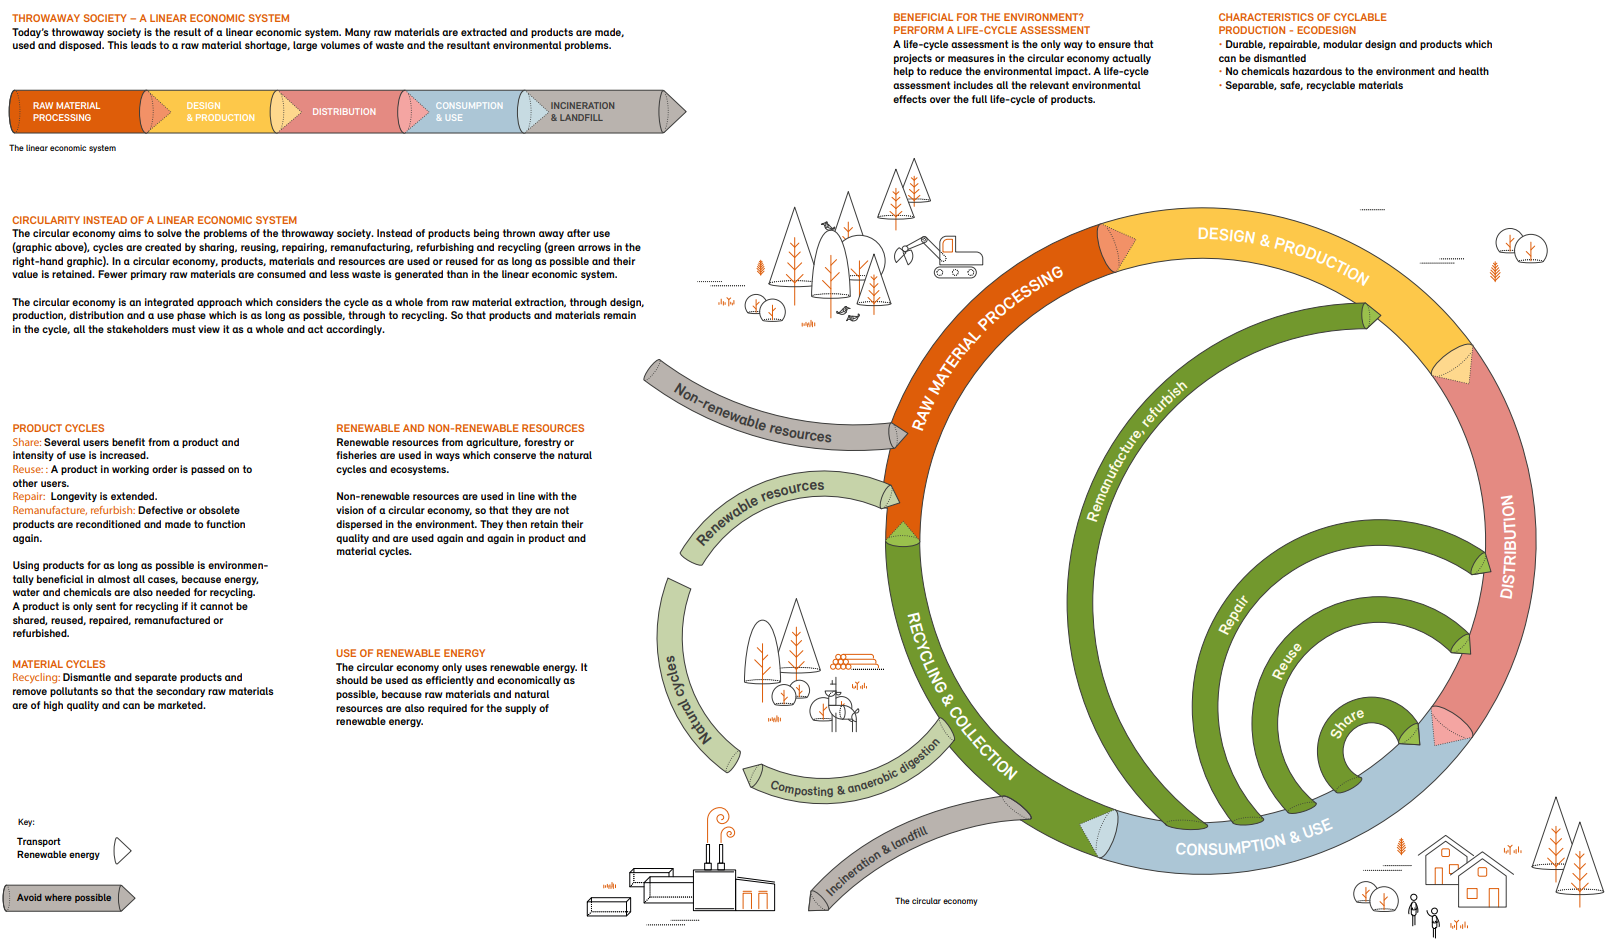 THROWAWAY SOCIETY – A LINEAR ECONOMIC SYSTEM
Today's throwaway society is the result of a linear economic system. Many raw materials are extracted and products are made,
used and disposed. This leads to a raw material shortage, large volumes of waste and the resultant environmental problems.
RAW MATERIAL
PROCESSING
DESIGN
& PRODUCTION
DISTRIBUTION
CONSUMPTION
& USE
INCINERATION
& LANDFILL
The linear economic system
BENEFICIAL FOR THE ENVIRONMENT?
PERFORM A LIFE-CYCLE ASSESSMENT
A life-cycle assessment is the only way to ensure that
projects or measures in the circular economy actually
help to reduce the environmental impact. A life-cycle
assessment includes all the relevant environmental
effects over the full life-cycle of products.
CHARACTERISTICS OF CYCLABLE
PRODUCTION - ECODESIGN
· Durable, repairable, modular design and products which
can be dismantled
· No chemicals hazardous to the environment and health
· Separable, safe, recyclable materials
CIRCULARITY INSTEAD OF A LINEAR ECONOMIC SYSTEM
The circular economy aims to solve the problems of the throwaway society. Instead of products being thrown away after use
(graphic above), cycles are created by sharing, reusing, repairing, remanufacturing, refurbishing and recycling (green arrows in the
right-hand graphic). In a circular economy, products, materials and resources are used or reused for as long as possible and their
value is retained. Fewer primary raw materials are consumed and less waste is generated than in the linear economic system.
The circular economy is an integrated approach which considers the cycle as a whole from raw material extraction, through design,
production, distribution and a use phase which is as long as possible, through to recycling. So that products and materials remain
in the cycle, all the stakeholders must view it as a whole and act accordingly.
PRODUCT CYCLES
Share: Several users benefit from a product and
intensity of use is increased.
Reuse: : A product in working order is passed on to
other users.
Repair: Longevity is extended.
Remanufacture, refurbish: Defective or obsolete
products are reconditioned and made to function
again.
Using products for as long as possible is environmen-
tally beneficial in almost all cases, because energy,
water and chemicals are also needed for recycling.
A product is only sent for recycling if it cannot be
shared, reused, repaired, remanufactured or
refurbished.
MATERIAL CYCLES
Recycling: Dismantle and separate products and
remove pollutants so that the secondary raw materials
are of high quality and can be marketed.
RENEWABLE AND NON-RENEWABLE RESOURCES
Renewable resources from agriculture, forestry or
fisheries are used in ways which conserve the natural
cycles and ecosystems.
Non-renewable resources are used in line with the
vision of a circular economy, so that they are not
dispersed in the environment. They then retain their
quality and are used again and again in product and
material cycles.
USE OF RENEWABLE ENERGY
The circular economy only uses renewable energy. It
should be used as efficiently and economically as
possible, because raw materials and natural
resources are also required for the supply of
renewable energy.
Key:
Transport
Renewable energy
Avoid where possible
RAW MATERIAL PROCESSING
DESIGN & PRODUCTION
DISTRIBUTION
CONSUMPTION & USE
RECYCLING & COLLECTION
Non-renewable resources
Renewable resources
Natural cycles
Composting & anaerobic digestion
Incineration & landfill
Remanufacture, refurbish
Repair
Reuse
Share
The circular economy